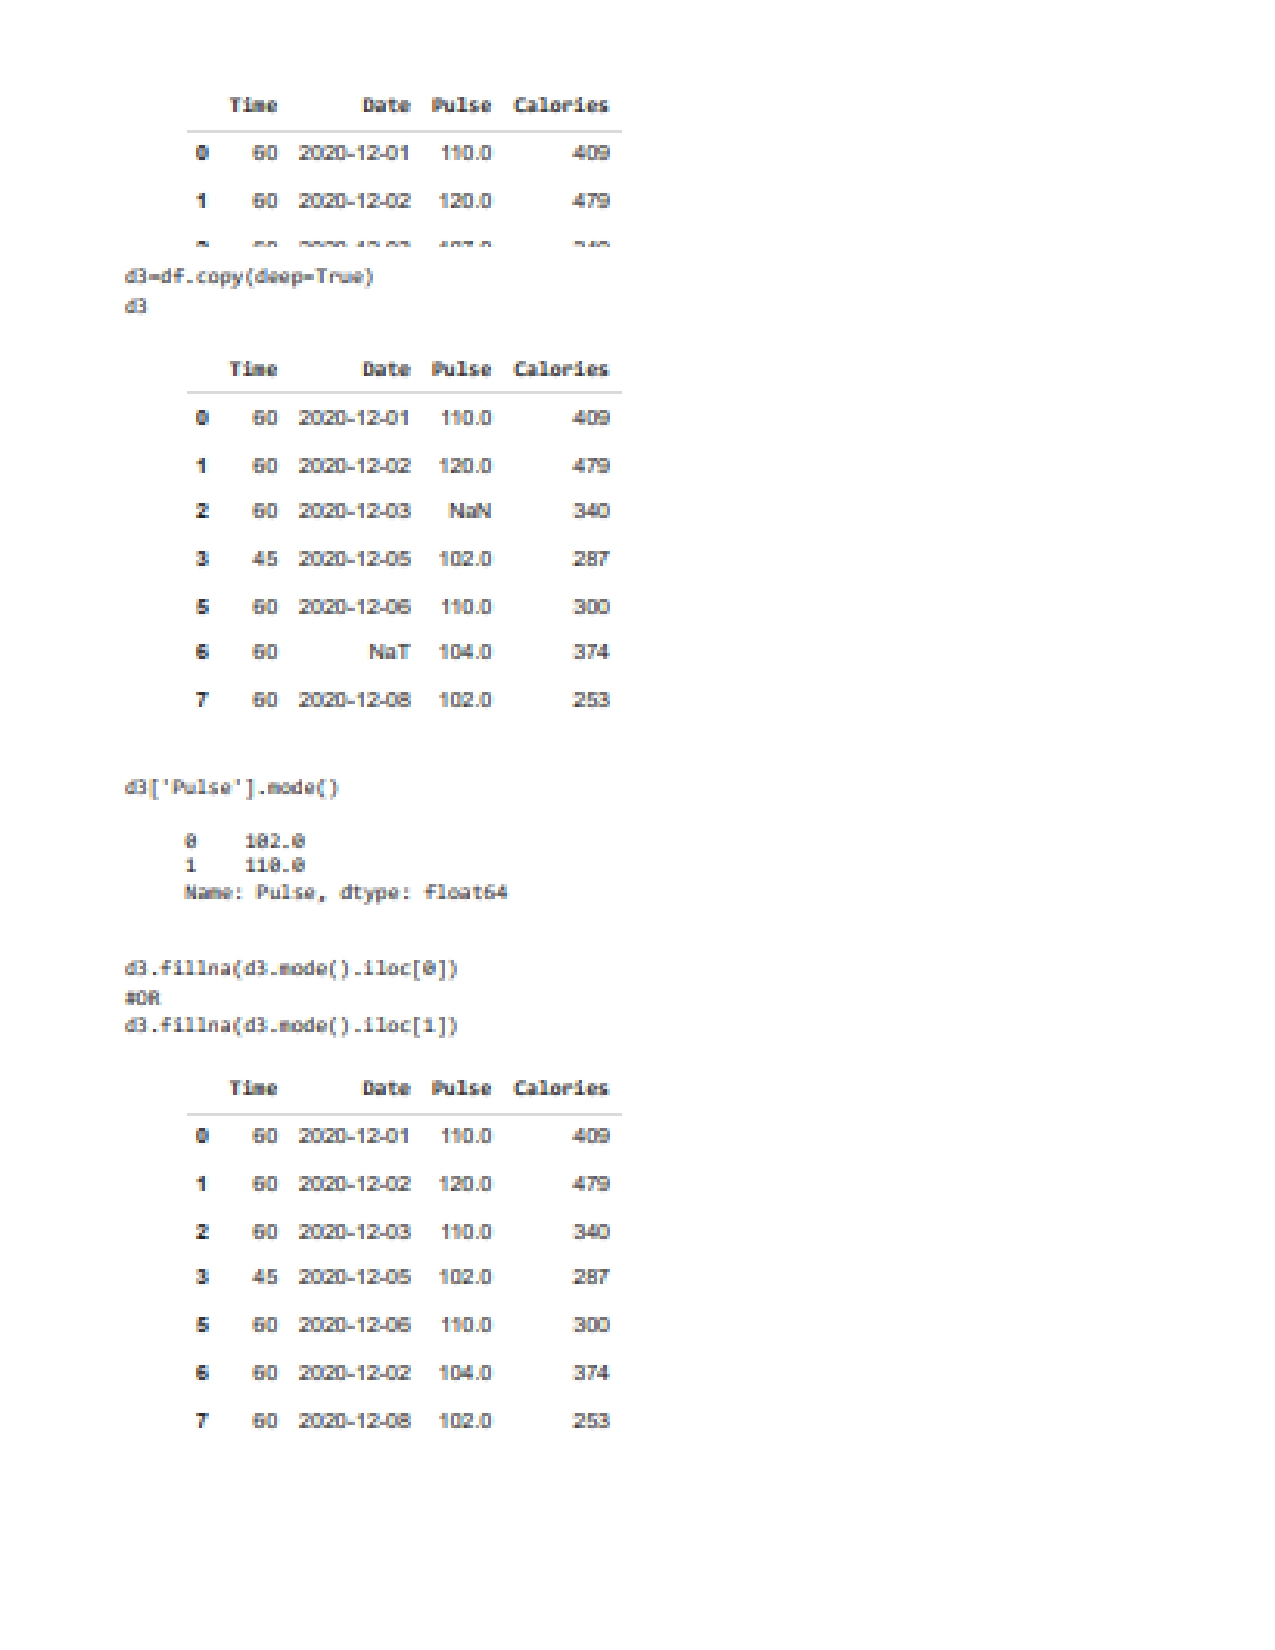 Time Date Pulse Calories
0 60 2020-12-01 110.0 409
1 60 2020-12-02 120.0 479
d3=df.copy(deep=True)
d3
Time Date Pulse Calories
0 60 2020-12-01 110.0 409
1 60 2020-12-02 120.0 479
2 60 2020-12-03 NaN 340
3 45 2020-12-05 102.0 287
5 60 2020-12-06 110.0 300
6 60 NaT 104.0 374
7 60 2020-12-08 102.0 253
d3['Pulse'].mode()
0 102.0
1 110.0
Name: Pulse, dtype: float64
d3.fillna(d3.mode().iloc[0])
#OR
d3.fillna(d3.mode().iloc[1])
Time Date Pulse Calories
0 60 2020-12-01 110.0 409
1 60 2020-12-02 120.0 479
2 60 2020-12-03 110.0 340
3 45 2020-12-05 102.0 287
5 60 2020-12-06 110.0 300
6 60 2020-12-02 104.0 374
7 60 2020-12-08 102.0 253